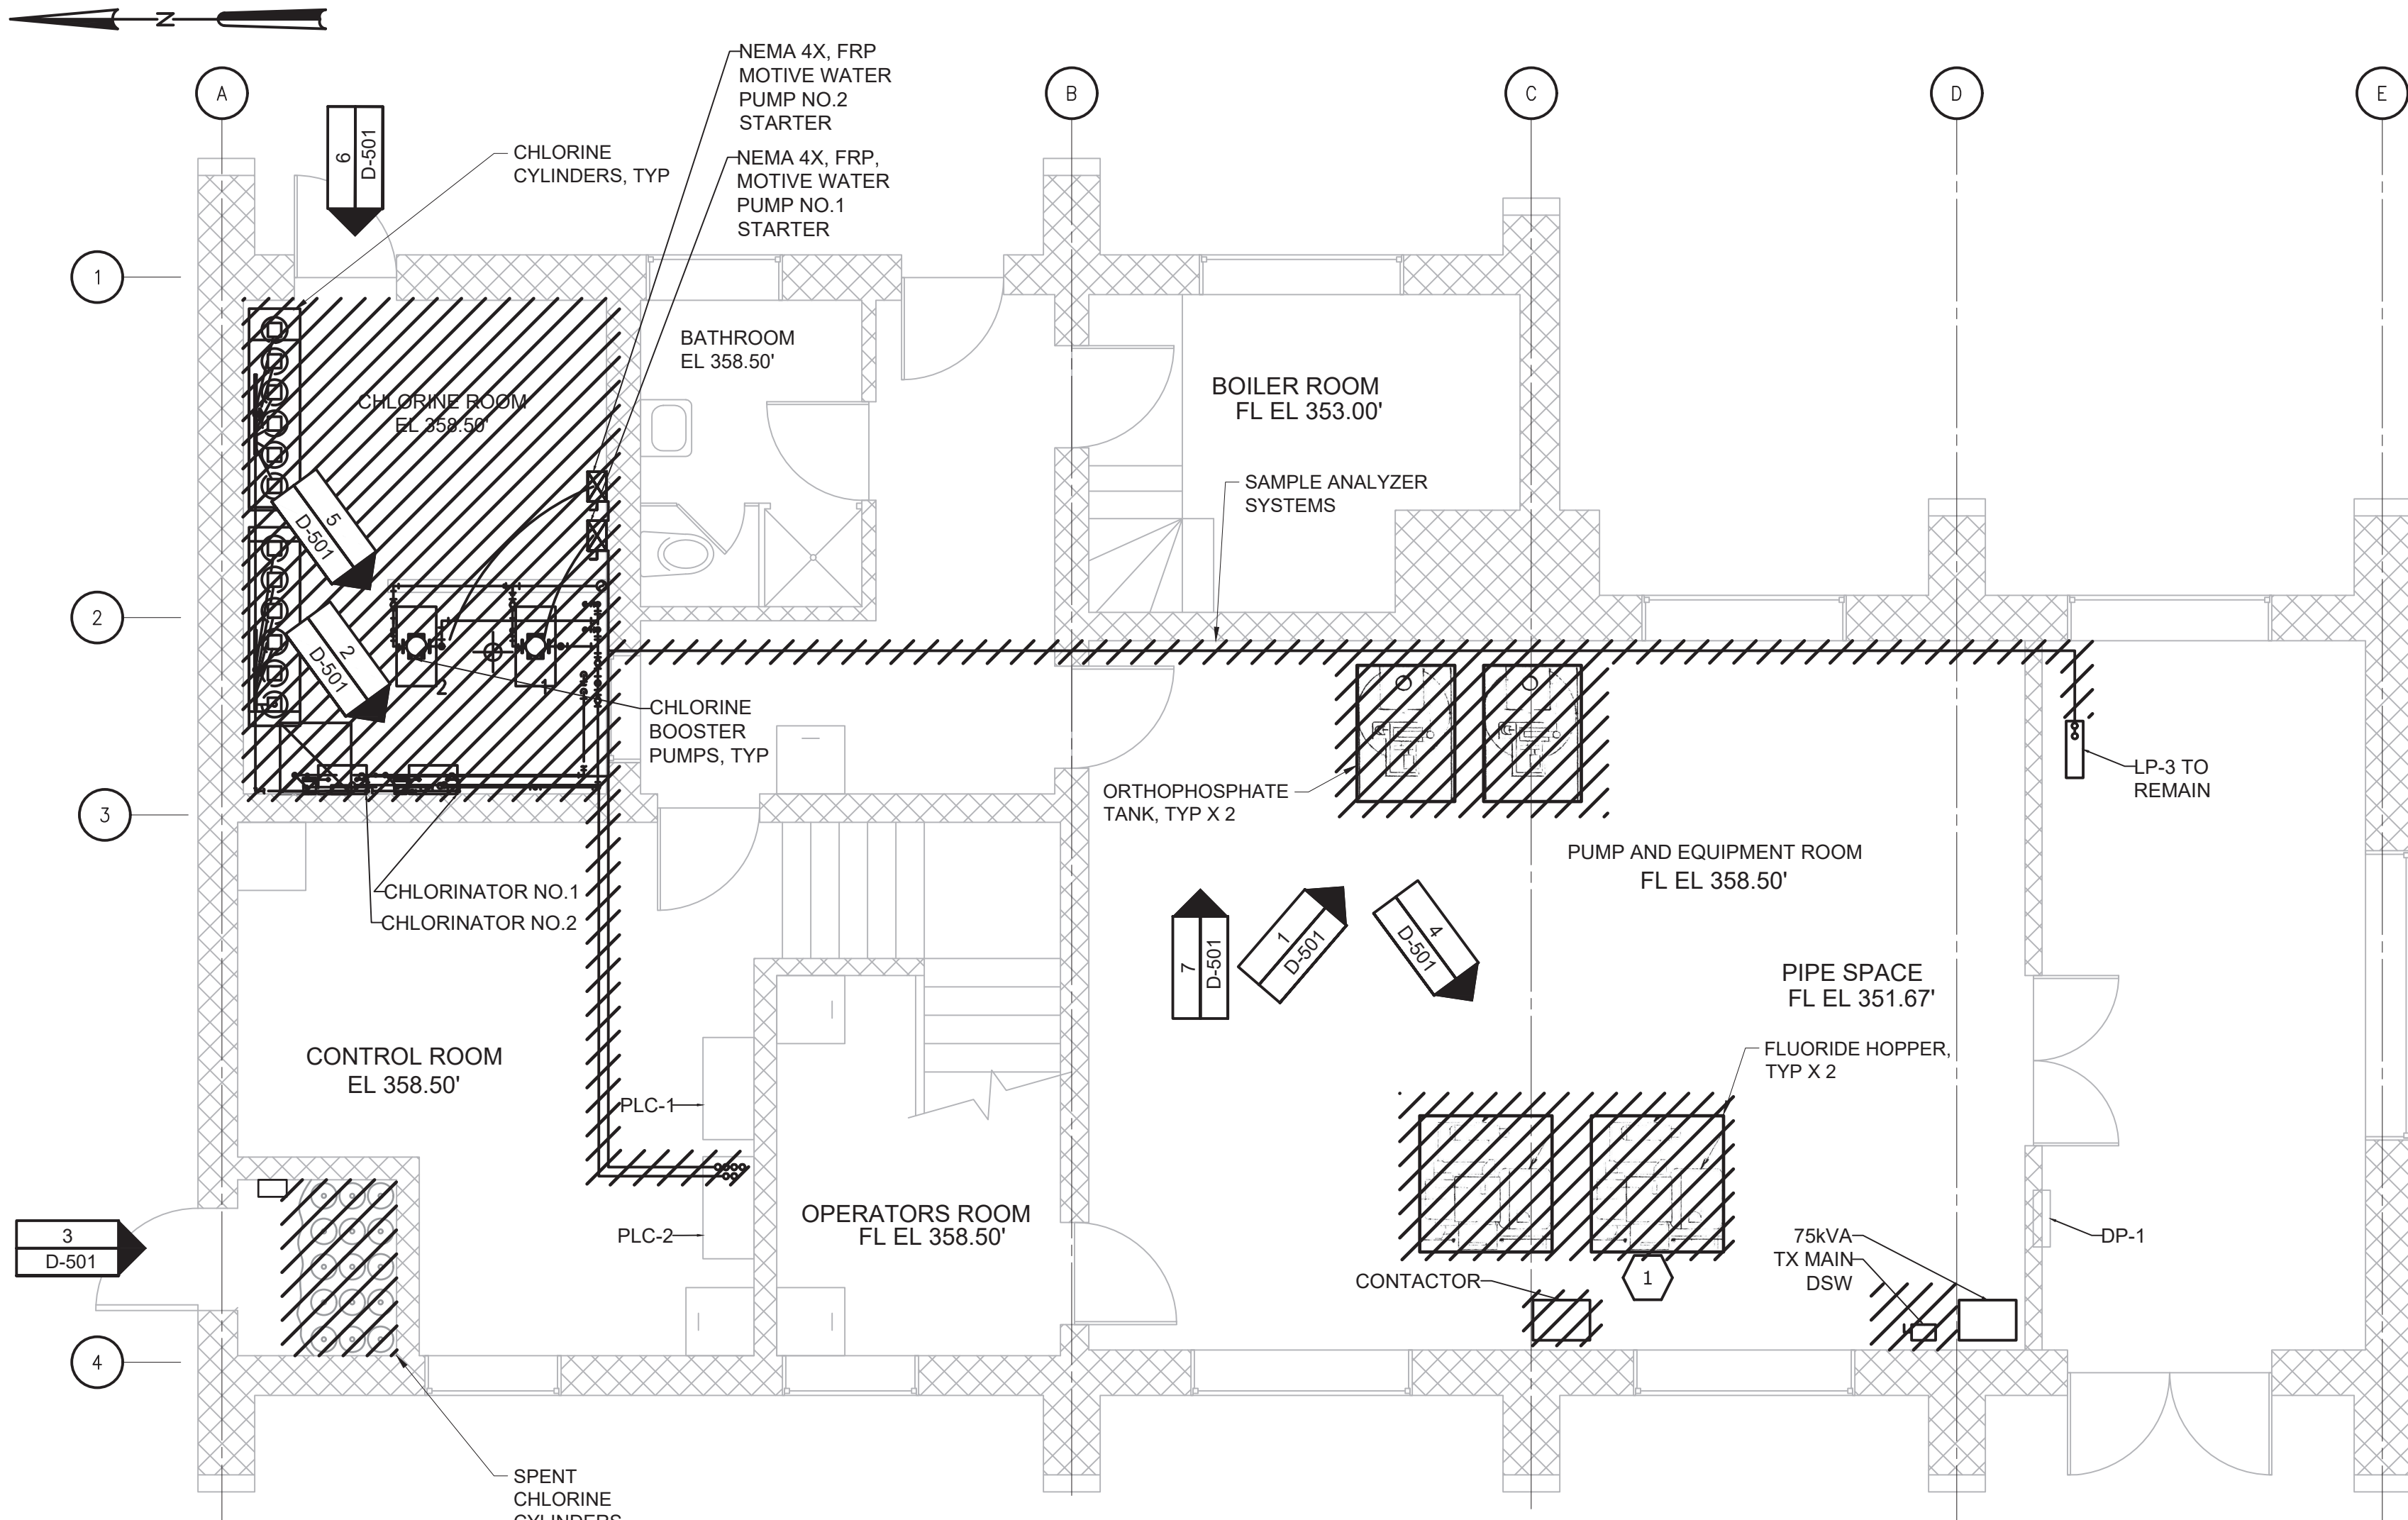 N
A
B
C
D
E
1
2
3
4
6
D-501
CHLORINE
CYLINDERS, TYP
NEMA 4X, FRP
MOTIVE WATER
PUMP NO.2
STARTER
NEMA 4X, FRP,
MOTIVE WATER
PUMP NO.1
STARTER
CHLORINE ROOM
EL 358.50'
BATHROOM
EL 358.50'
BOILER ROOM
FL EL 353.00'
SAMPLE ANALYZER
SYSTEMS
5
D-501
2
D-501
2
1
CHLORINE
BOOSTER
PUMPS, TYP
ORTHOPHOSPHATE
TANK, TYP X 2
LP-3 TO
REMAIN
CHLORINATOR NO.1
CHLORINATOR NO.2
PUMP AND EQUIPMENT ROOM
FL EL 358.50'
7
D-501
1
D-501
4
D-501
PIPE SPACE
FL EL 351.67'
CONTROL ROOM
EL 358.50'
FLUORIDE HOPPER,
TYP X 2
PLC-1
PLC-2
OPERATORS ROOM
FL EL 358.50'
3
D-501
CONTACTOR
1
75kVA
TX MAIN
DSW
DP-1
SPENT
CHLORINE
CYLINDERS